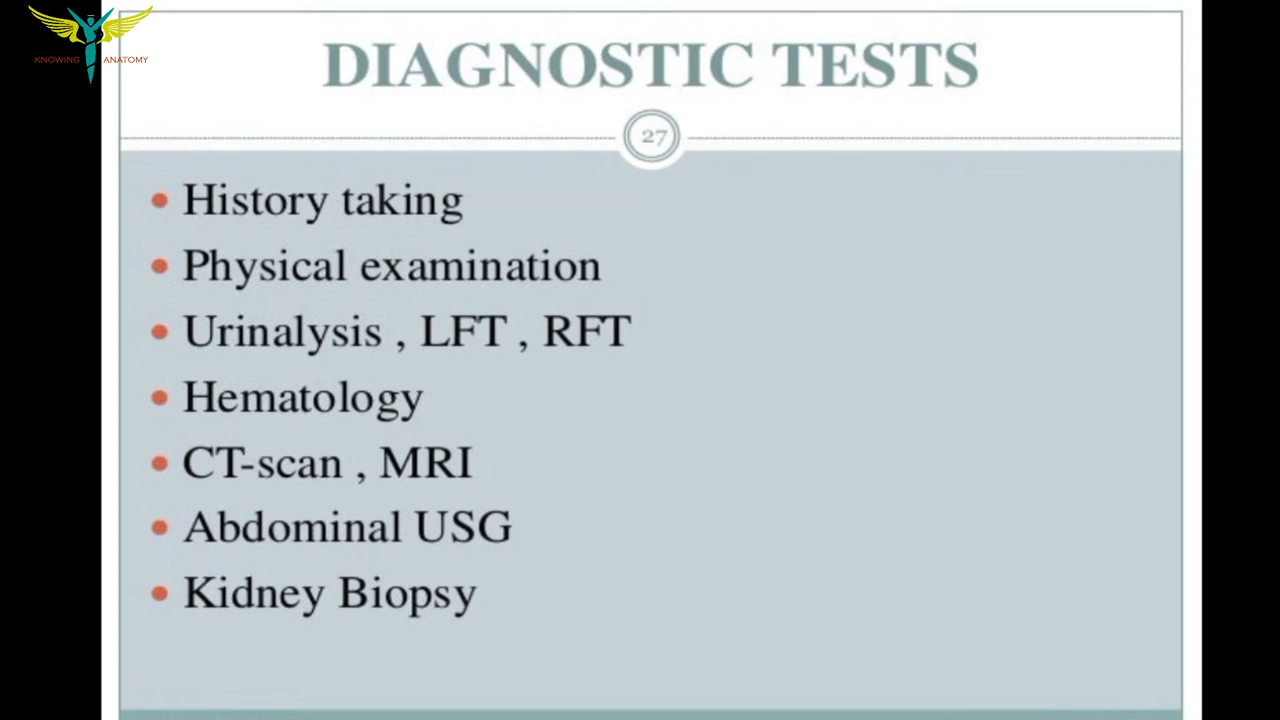 KNOWING ANATOMY
DIAGNOSTIC TESTS
27
• History taking
• Physical examination
• Urinalysis , LFT , RFT
• Hematology
• CT-scan , MRI
• Abdominal USG
• Kidney Biopsy